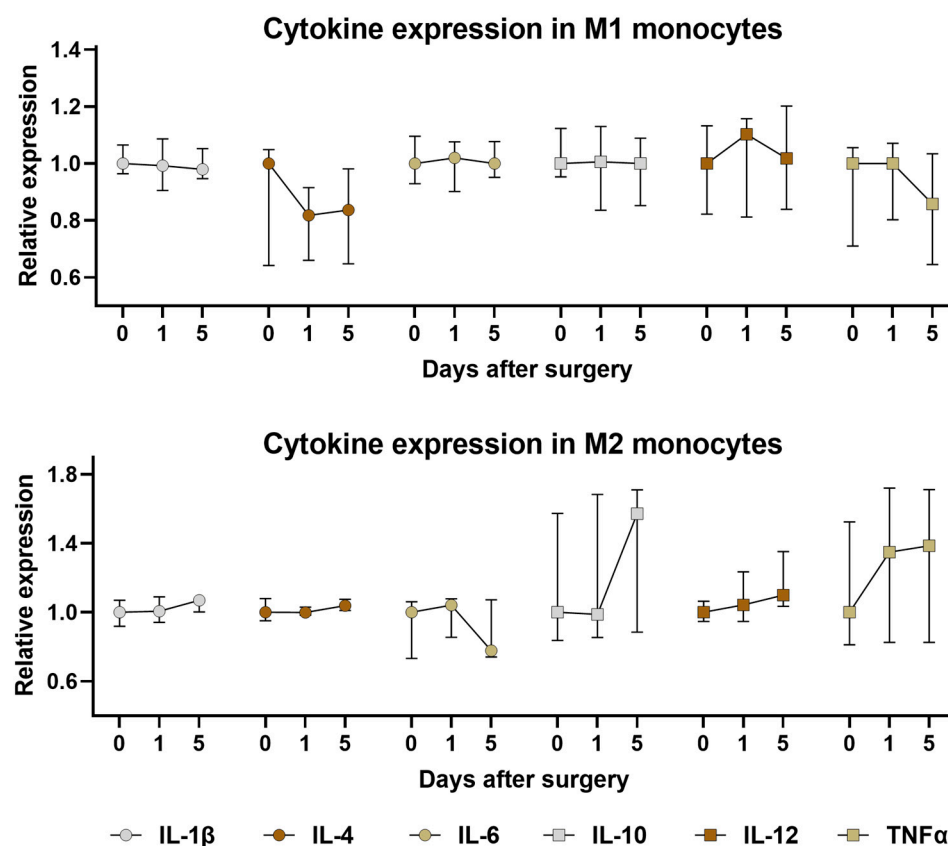 Cytokine expression in M1 monocytes
Relative expression
1.4
1.2
1.0
0.8
0.6
0 1 5 0 1 5 0 1 5 0 1 5 0 1 5 0 1 5
Days after surgery
Cytokine expression in M2 monocytes
Relative expression
1.8
1.4
1.0
0.6
0 1 5 0 1 5 0 1 5 0 1 5 0 1 5 0 1 5
Days after surgery
IL-1β IL-4 IL-6 IL-10 IL-12 TNFα